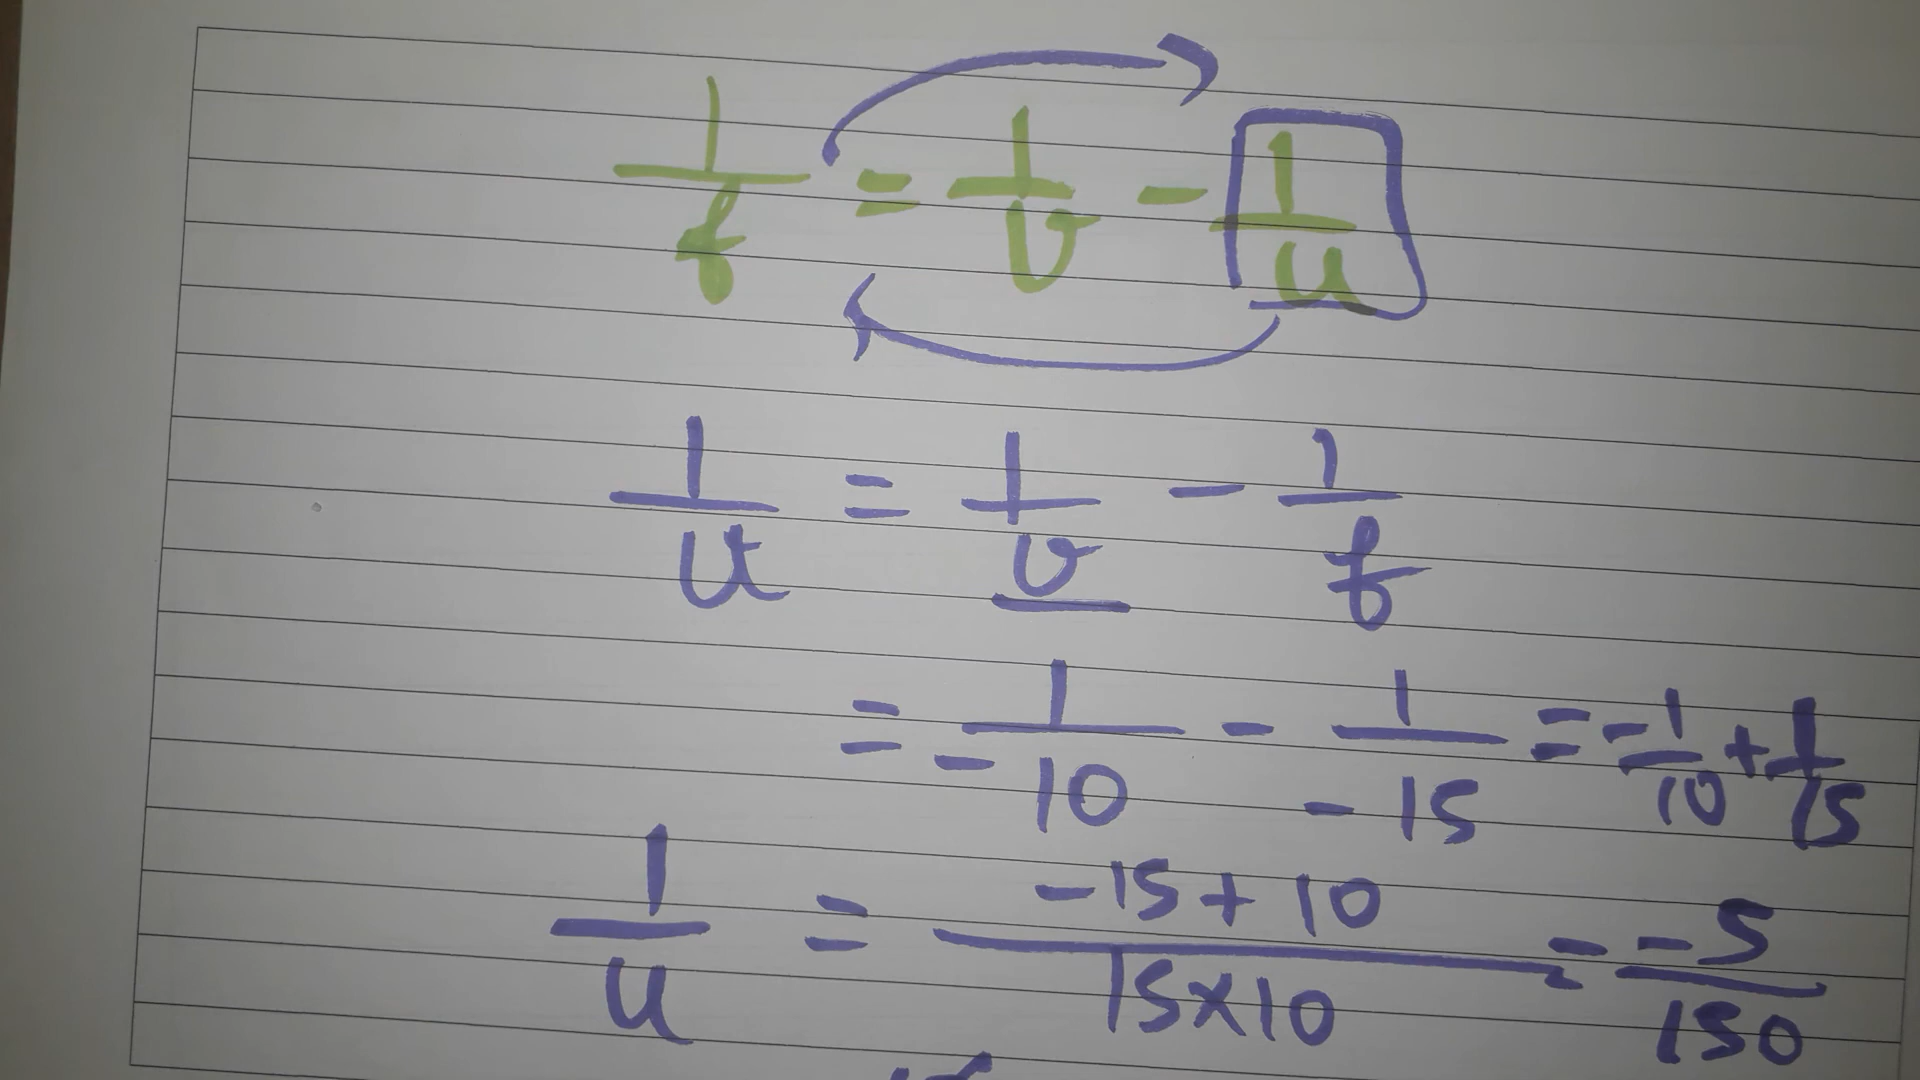 1/f = 1/v - 1/u
1/u = 1/v - 1/f
= 1/-10 - 1/-15 = -1/10 + 1/15
1/u = -15+10/15×10 = -5/150